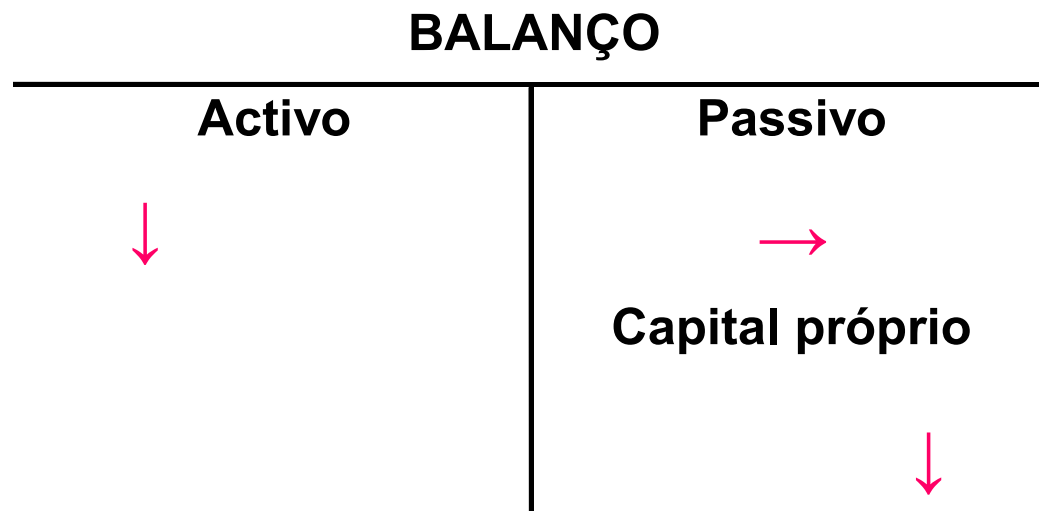 BALANÇO
Activo
Passivo
↓
→
Capital próprio
↓